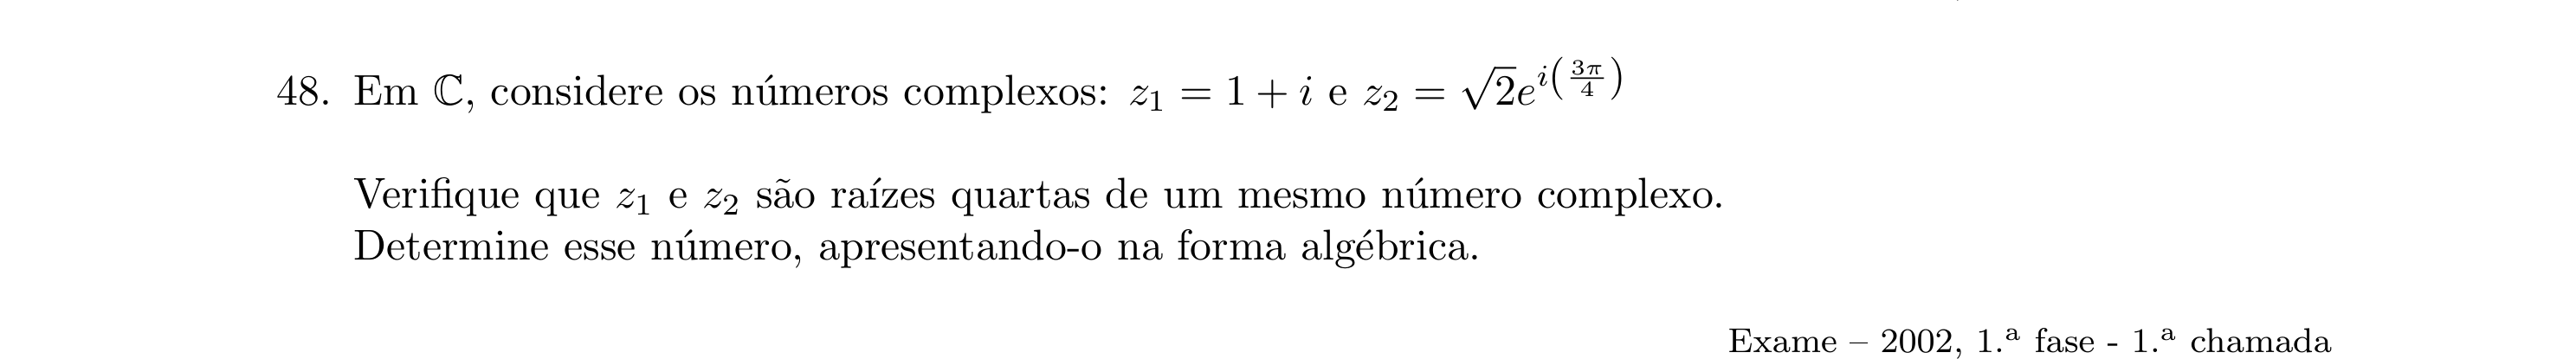 48. Em ℂ, considere os números complexos: z₁ = 1 + i e z₂ = √2e^{i(3π/4)}
Verifique que z₁ e z₂ são raízes quartas de um mesmo número complexo.
Determine esse número, apresentando-o na forma algébrica.
Exame – 2002, 1.ª fase - 1.ª chamada